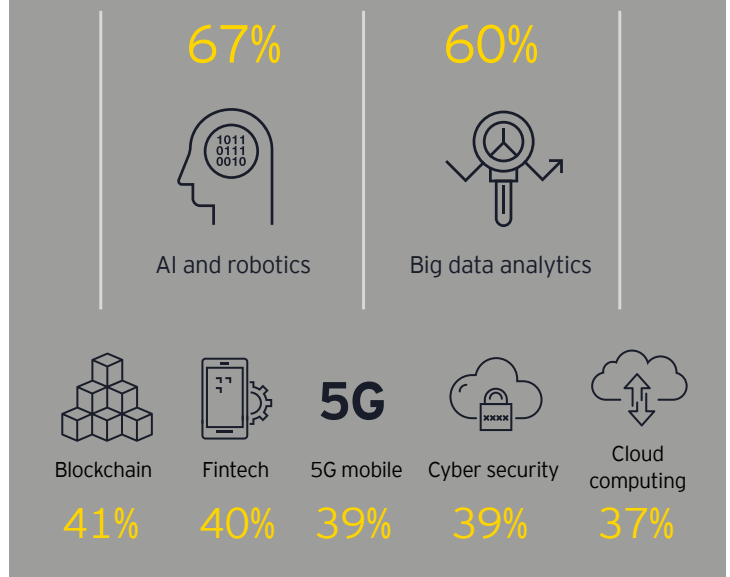 67%
60%
1011
0111
0010
AI and robotics
Big data analytics
5G
xxxx
Blockchain
Fintech
5G mobile
Cyber security
Cloud
computing
41%
40%
39%
39%
37%